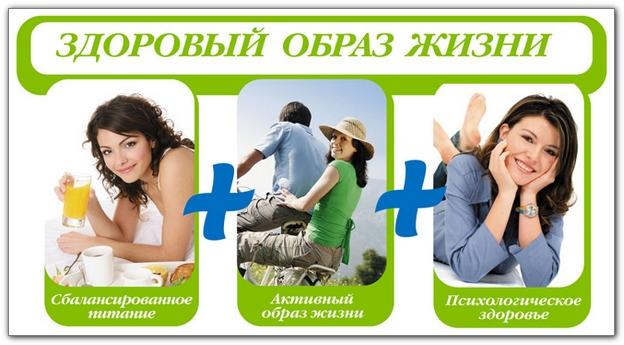 ЗДОРОВЫЙ ОБРАЗ ЖИЗНИ
Сбалансированное
питание
Активный
образ жизни
Психологическое
здоровье